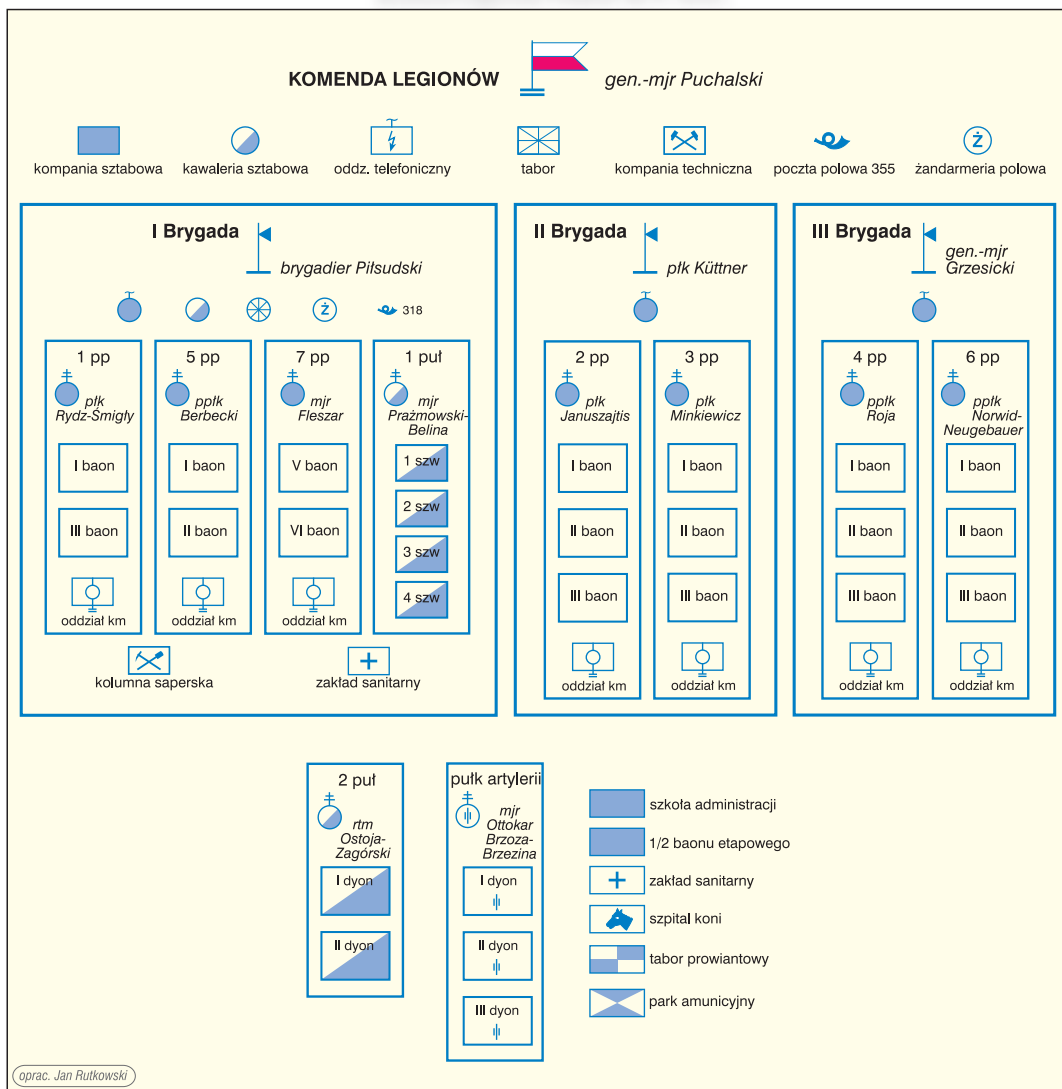 KOMENDA LEGIONÓW
gen.-mjr Puchalski
kompania sztabowa
kawaleria sztabowa
oddz. telefoniczny
tabor
kompania techniczna
poczta polowa 355
Ż
żandarmeria polowa
I Brygada
brygadier Piłsudski
Ż
318
1 pp
płk
Rydz-Śmigły
I baon
III baon
oddział km
5 pp
ppłk
Berbecki
I baon
II baon
oddział km
7 pp
mjr
Fleszar
V baon
VI baon
oddział km
1 puł
mjr
Prażmowski-
Belina
1 szw
2 szw
3 szw
4 szw
kolumna saperska
zakład sanitarny
II Brygada
płk Küttner
2 pp
płk
Januszajtis
I baon
II baon
III baon
oddział km
3 pp
płk
Minkiewicz
I baon
II baon
III baon
oddział km
III Brygada
gen.-mjr
Grzesicki
4 pp
ppłk
Roja
I baon
II baon
III baon
oddział km
6 pp
ppłk
Norwid-
Neugebauer
I baon
II baon
III baon
oddział km
2 puł
rtm
Ostoja-
Zagórski
I dyon
II dyon
pułk artylerii
mjr
Ottokar
Brzoza-
Brzezina
I dyon
II dyon
III dyon
szkoła administracji
1/2 baonu etapowego
zakład sanitarny
szpital koni
tabor prowiantowy
park amunicyjny
oprac. Jan Rutkowski